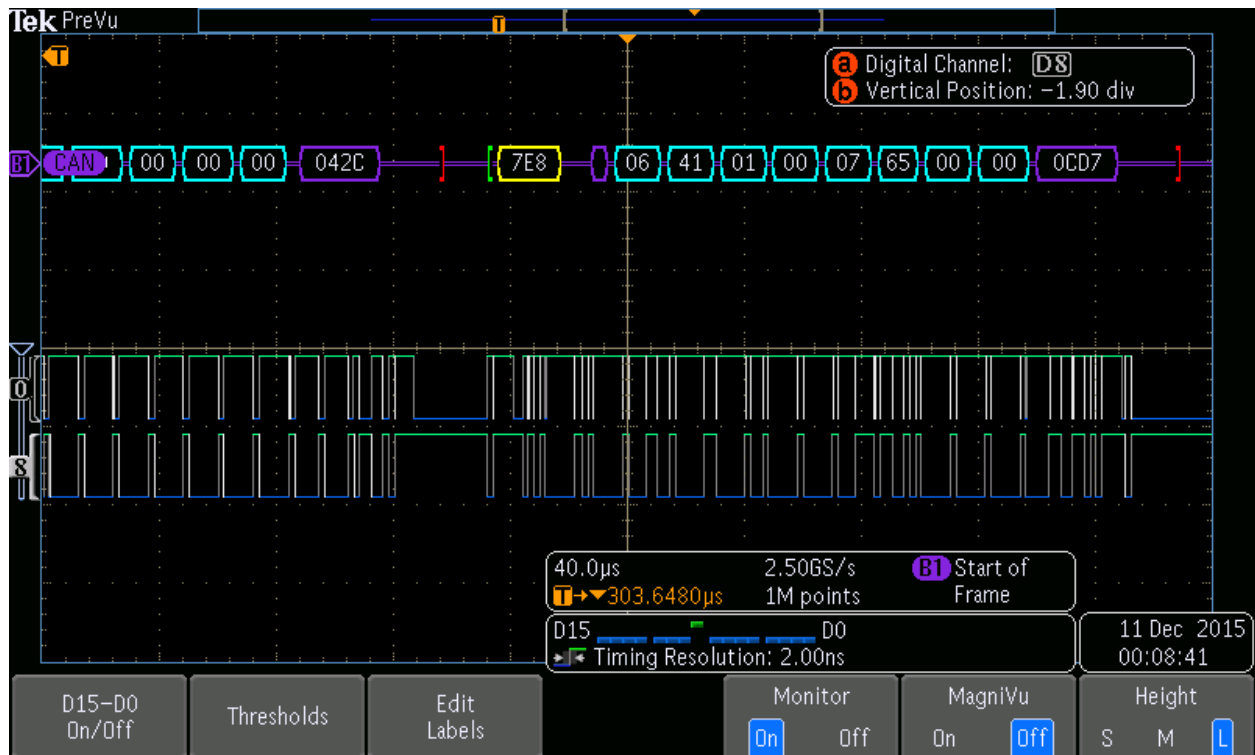 Tek PreVu
T
T
a Digital Channel: D8
b Vertical Position: -1.90 div
B1 CAN 00 00 00 042C 7E8 06 41 01 00 07 65 00 00 0CD7
0
8
40.0µs 2.50GS/s B1 Start of
T→▼303.6480µs 1M points Frame
D15 D0
Timing Resolution: 2.00ns
11 Dec 2015
00:08:41
D15-D0
On/Off
Thresholds
Edit
Labels
Monitor
On Off
MagniVu
On Off
Height
S M L